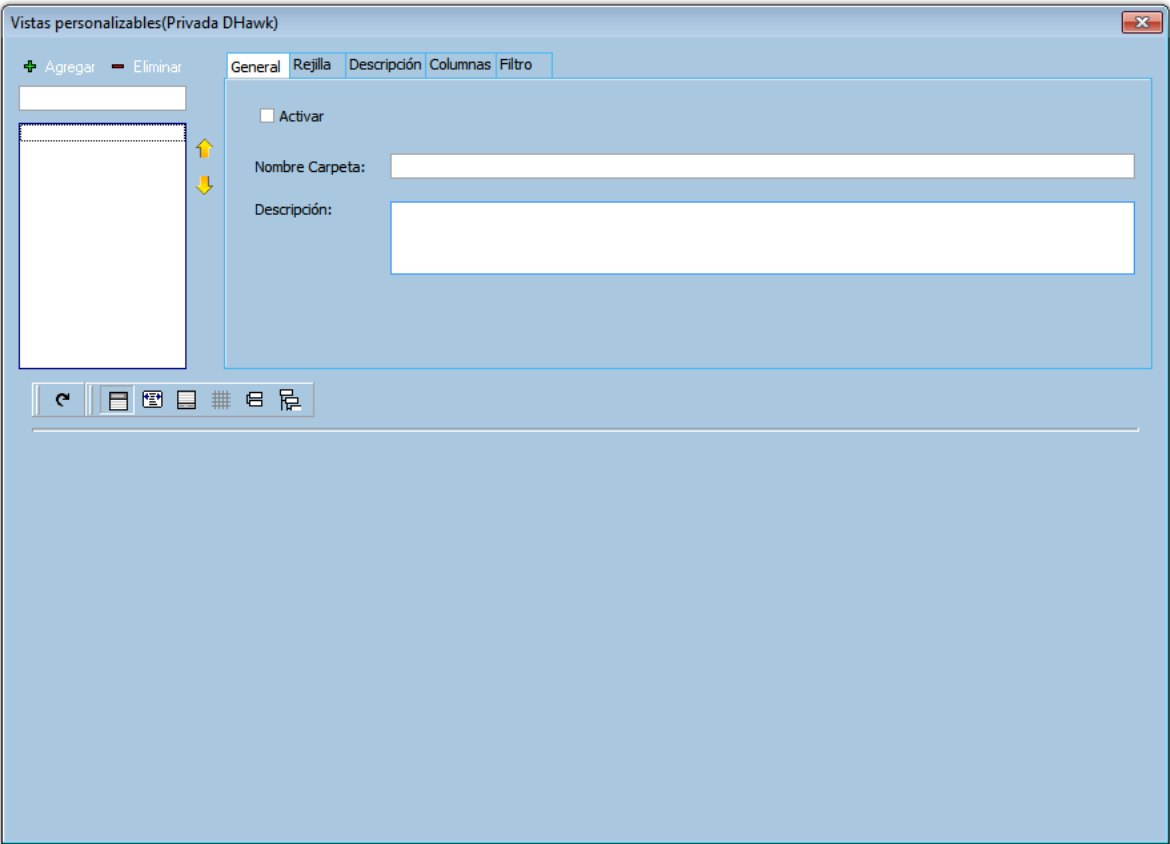 Vistas personalizables(Privada DHawk)
Agregar Eliminar
General Rejilla Descripción Columnas Filtro
Activar
Nombre Carpeta:
Descripción: